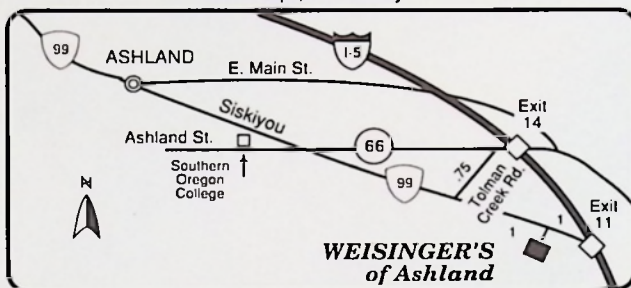 99
ASHLAND
E. Main St.
I-5
Siskiyou
Exit
14
Ashland St.
66
Southern
Oregon
College
99
.75
Tolman
Creek Rd.
N
1
1
Exit
11
WEISINGER'S
of Ashland